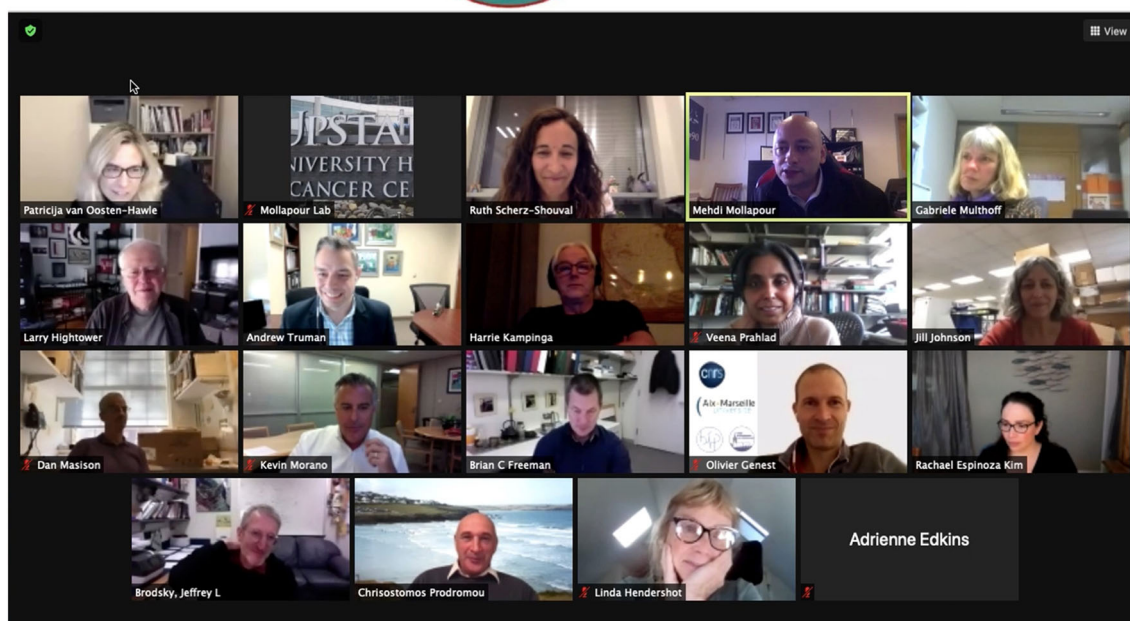 View
Patricija van Oosten-Hawle
UPSTA
NIVERSITY H
CANCER CE
Mollapour Lab
Ruth Scherz-Shouval
Mehdi Mollapour
Gabriele Multhoff
Larry Hightower
Andrew Truman
Harrie Kampinga
Veena Prahlad
Jill Johnson
Dan Masison
Kevin Morano
Brian C Freeman
cnrs
Aix-Marseille
université
Olivier Genest
Rachael Espinoza Kim
Brodsky, Jeffrey L
Chrisostomos Prodromou
Linda Hendershot
Adrienne Edkins